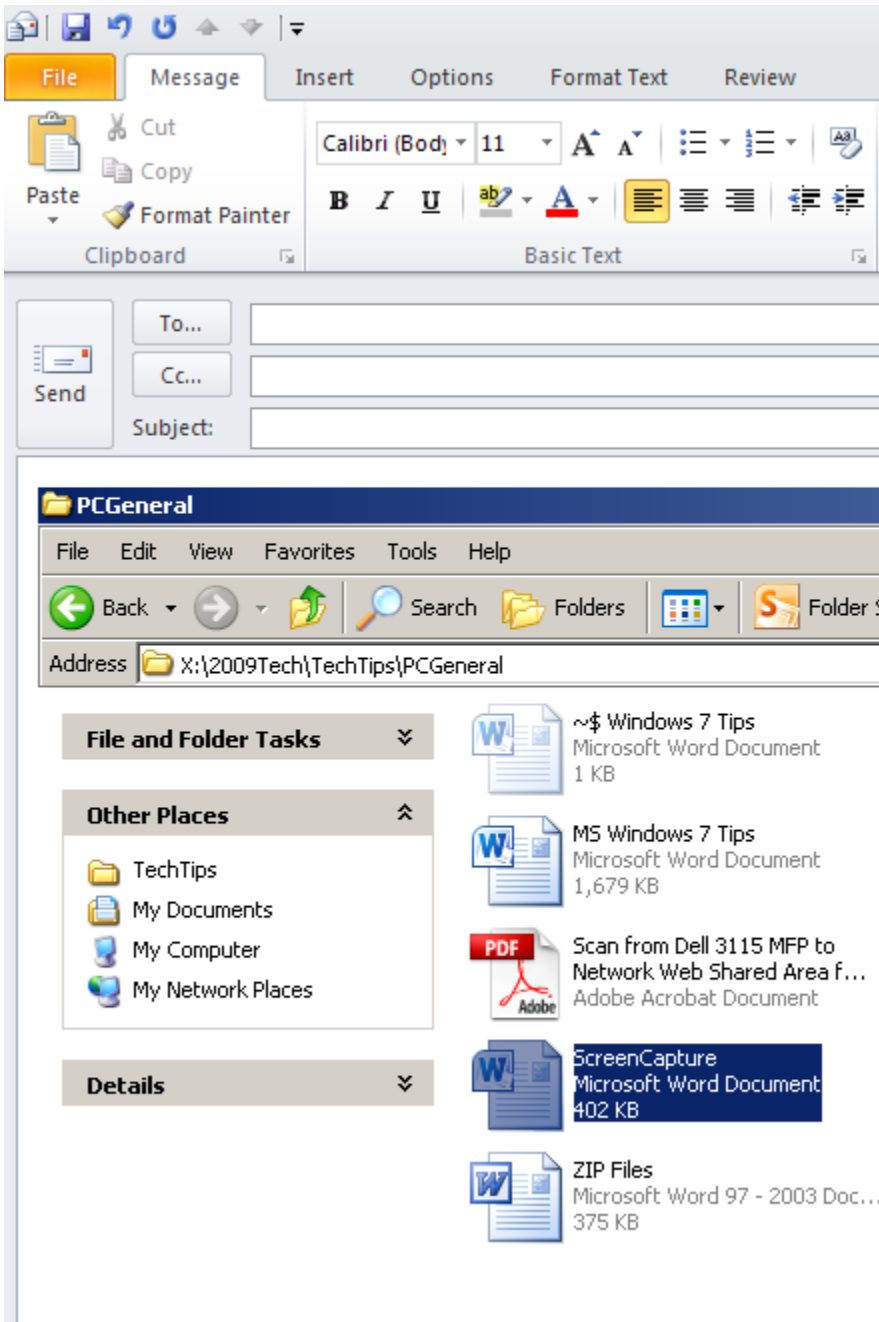 File Message Insert Options Format Text Review
Cut
Copy
Paste
Format Painter
Calibri (Body 11 A A
B I U ab A
Clipboard Basic Text
To...
Cc...
Send
Subject:
PCGeneral
File Edit View Favorites Tools Help
Back Search Folders Folder S
Address X:\2009Tech\TechTips\PCGeneral
File and Folder Tasks
Other Places
TechTips
My Documents
My Computer
My Network Places
Details
~$ Windows 7 Tips
Microsoft Word Document
1 KB
MS Windows 7 Tips
Microsoft Word Document
1,679 KB
PDF
Adobe
Scan from Dell 3115 MFP to
Network Web Shared Area f...
Adobe Acrobat Document
ScreenCapture
Microsoft Word Document
402 KB
ZIP Files
Microsoft Word 97 - 2003 Doc...
375 KB